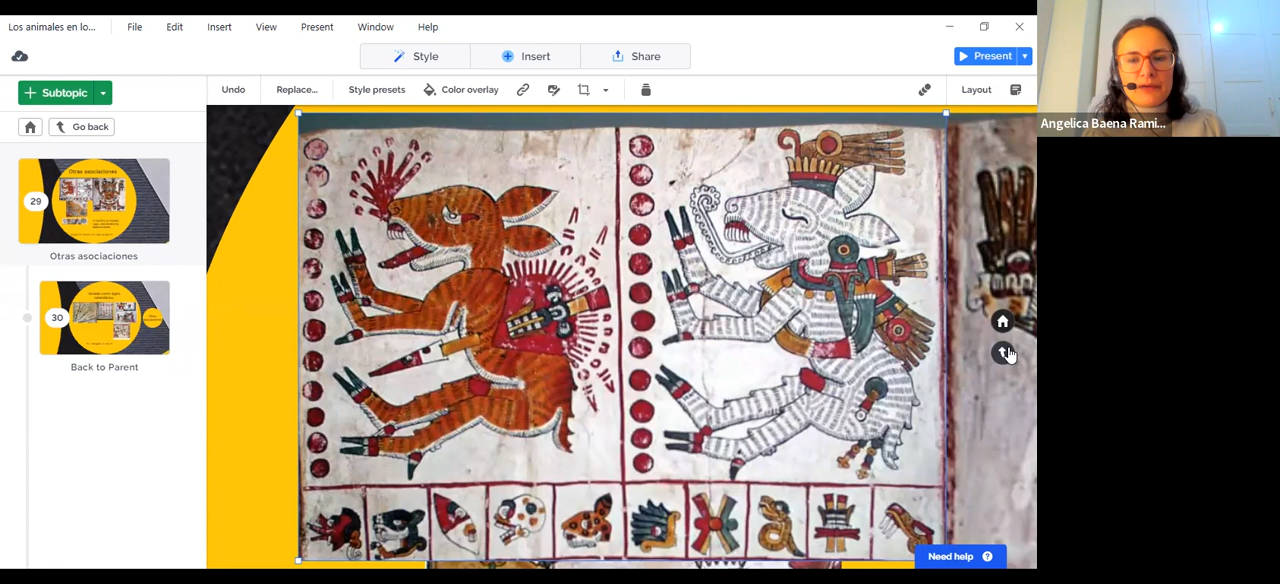 Los animales en lo...
File
Edit
Insert
View
Present
Window
Help
Style
Insert
Share
Present
Subtopic
Undo
Replace...
Style presets
Color overlay
Layout
Go back
29
Otras asociaciones
Otras asociaciones
30
Back to Parent
Need help ?
Angelica Baena Rami...